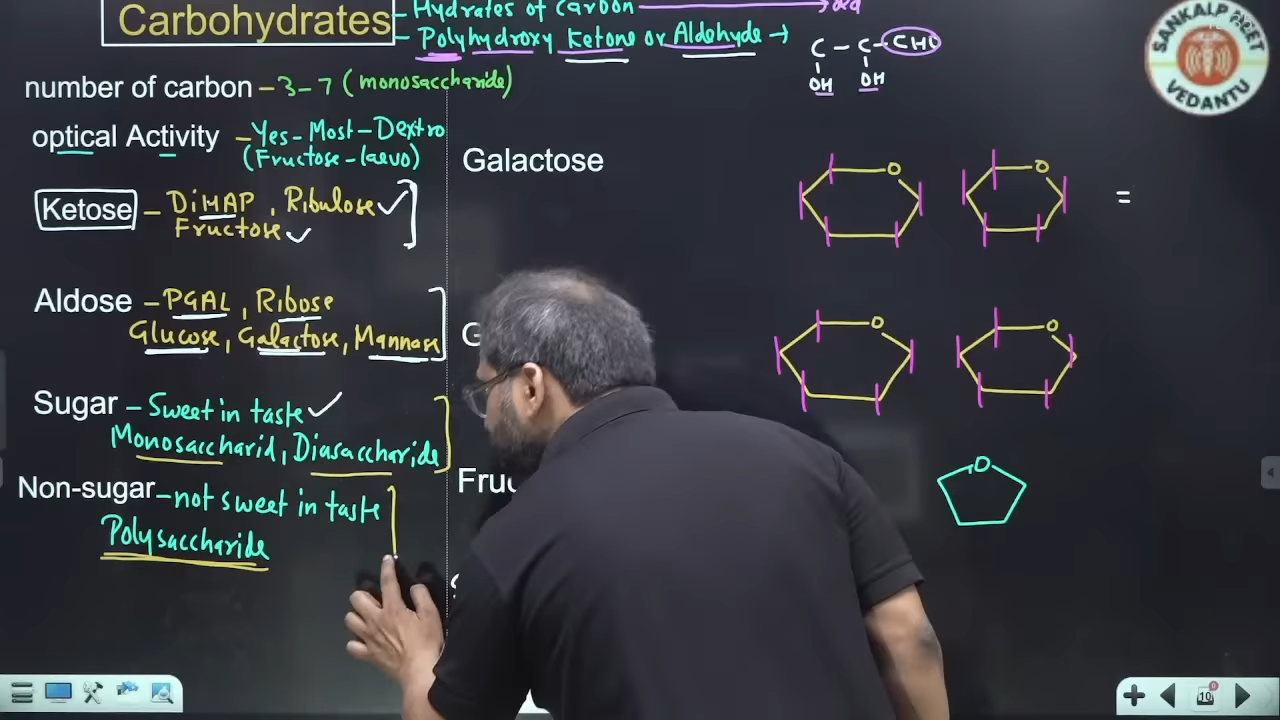 Carbohydrates
- Hydrates of Carbon
- Polyhydroxy Ketone or Aldehyde →
C - C - CHO
OH OH
number of carbon - 3-7 (monosaccharide)
optical Activity - Yes - Most - Dextro
(Fructose - laevo)
Ketose - DiHAP, Ribulose
Fructose
Aldose - PGAL, Ribose
Glucose, Galactose, Mannose
Sugar - Sweet in taste
Monosaccharid, Diasaccharide
Non-sugar - not sweet in taste
Polysaccharide
Galactose
O O =
O O
O
SANKALP NEET
VEDANTU
10